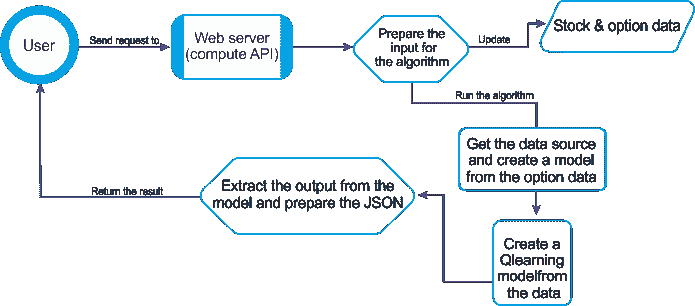 User
Send request to
Web server
(compute API)
Prepare the
input for
the algorithm
Update
Stock & option data
Run the algorithm
Get the data source
and create a model
from the option data
Create a
Qlearning
modelfrom
the data
Extract the output from the
model and prepare the JSON
Return the result